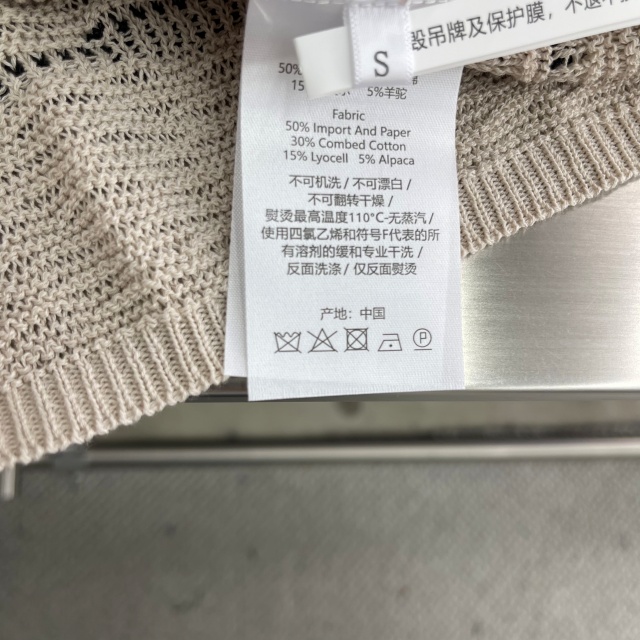 毁吊牌及保护膜，不退不
S
50%
15 5%羊驼
Fabric
50% Import And Paper
30% Combed Cotton
15% Lyocell 5% Alpaca
不可机洗 / 不可漂白 /
不可翻转干燥 /
熨烫最高温度110°C-无蒸汽 /
使用四氯乙烯和符号F代表的所
有溶剂的缓和专业干洗 /
反面洗涤 / 仅反面熨烫
产地：中国
P